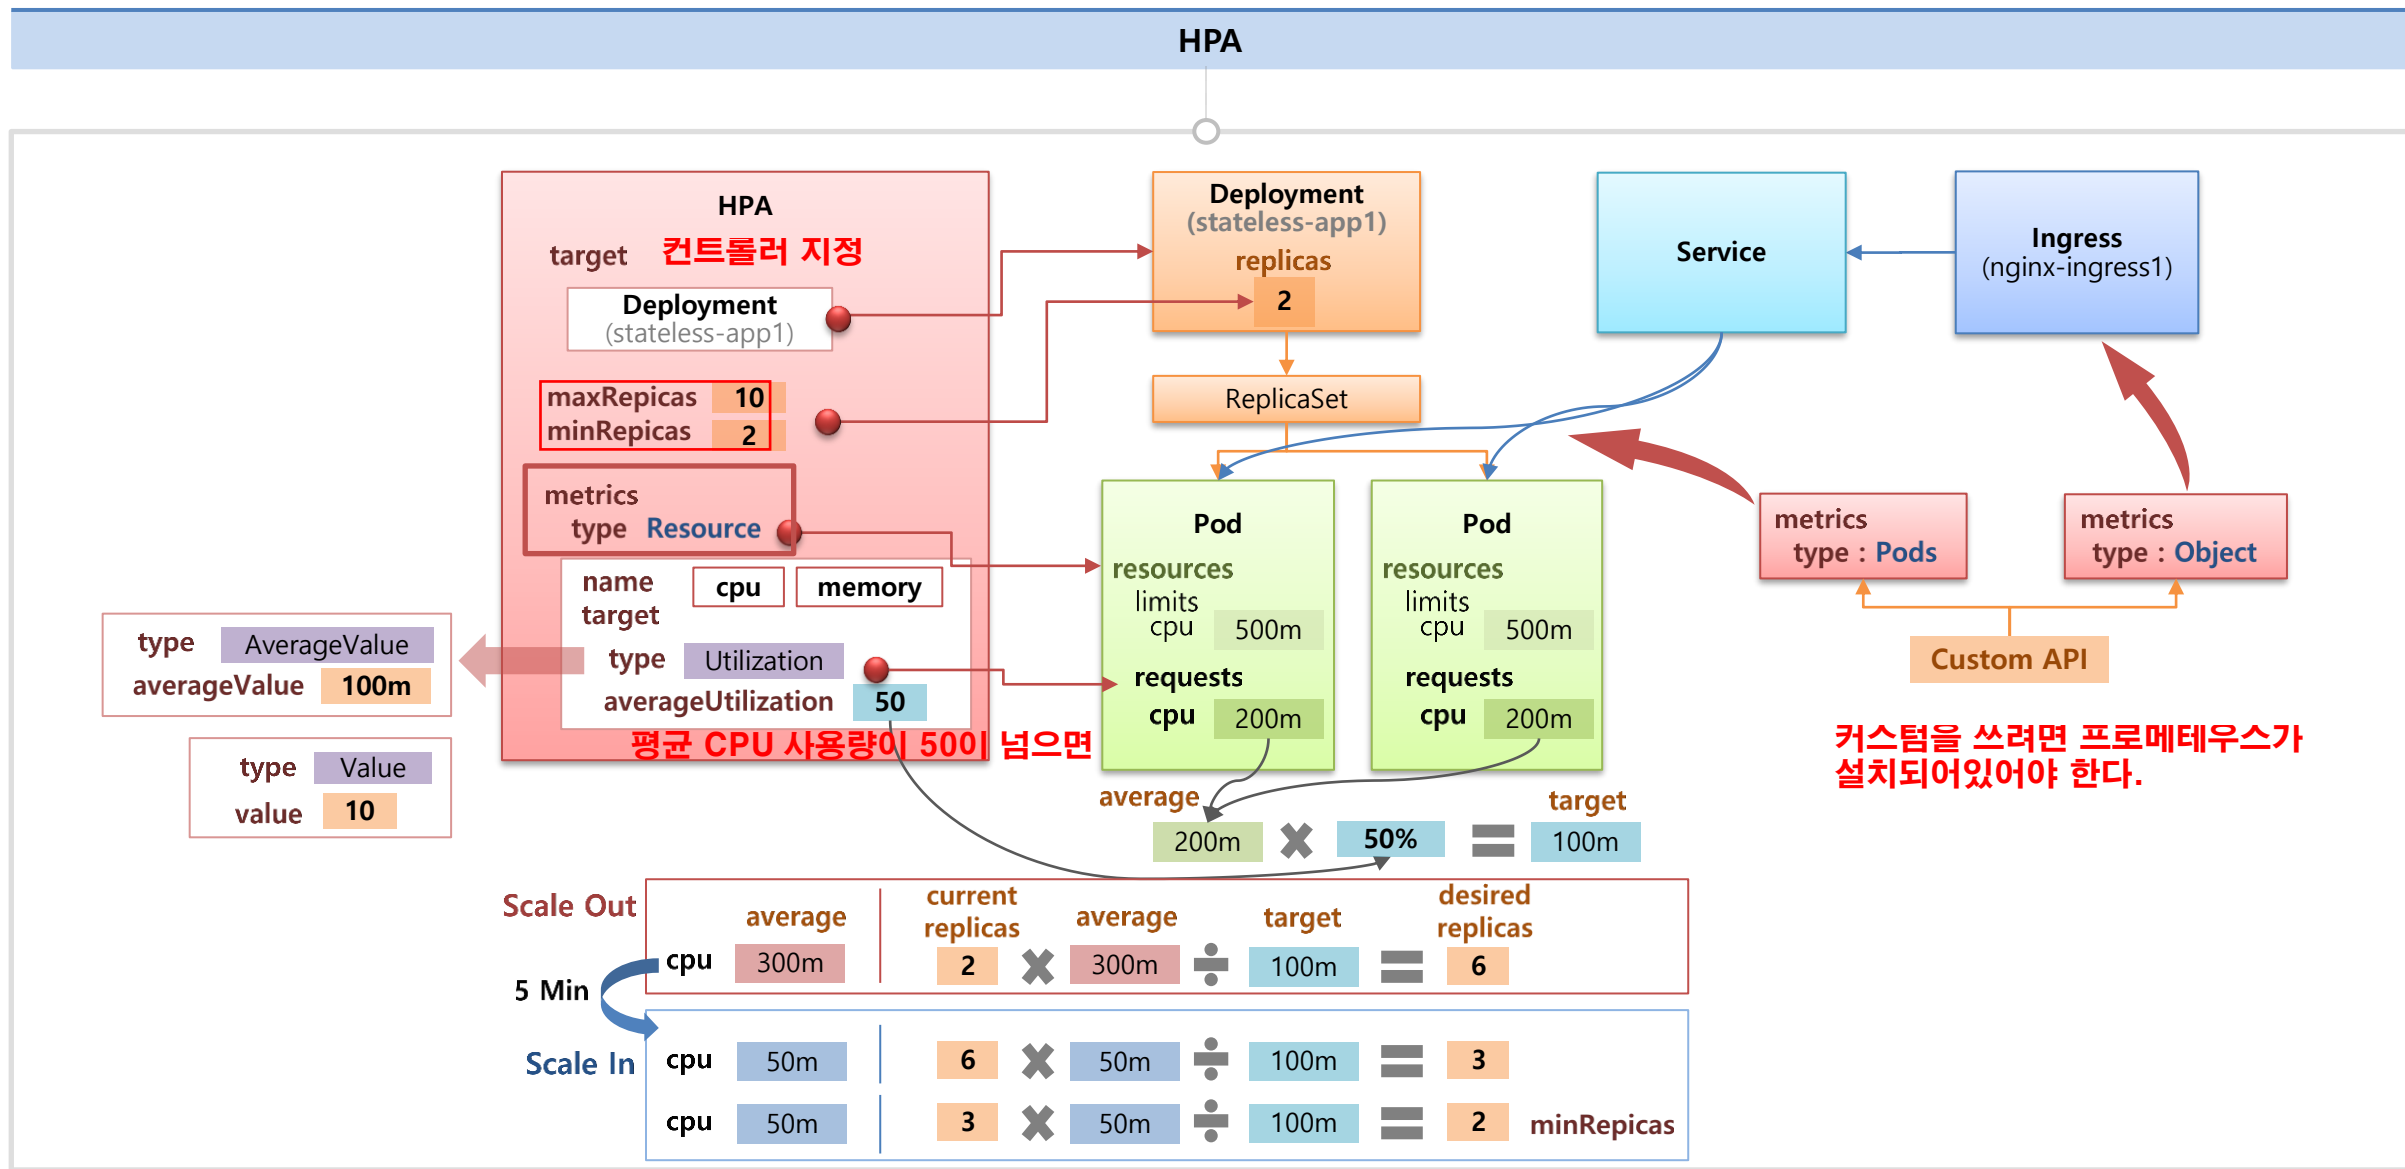 HPA
HPA
target 컨트롤러 지정
Deployment
(stateless-app1)
maxRepicas 10
minRepicas 2
metrics
type Resource
name cpu memory
target
type Utilization
averageUtilization 50
평균 CPU 사용량이 50이 넘으면
type AverageValue
averageValue 100m
type Value
value 10
Deployment
(stateless-app1)
replicas
2
ReplicaSet
Pod
resources
limits
cpu 500m
requests
cpu 200m
Pod
resources
limits
cpu 500m
requests
cpu 200m
Service
Ingress
(nginx-ingress1)
metrics
type : Pods
metrics
type : Object
Custom API
커스텀을 쓰려면 프로메테우스가
설치되어있어야 한다.
average target
200m × 50% = 100m
Scale Out
average current replicas average target desired replicas
cpu 300m 2 × 300m ÷ 100m = 6
5 Min
Scale In
cpu 50m 6 × 50m ÷ 100m = 3
cpu 50m 3 × 50m ÷ 100m = 2 minRepicas